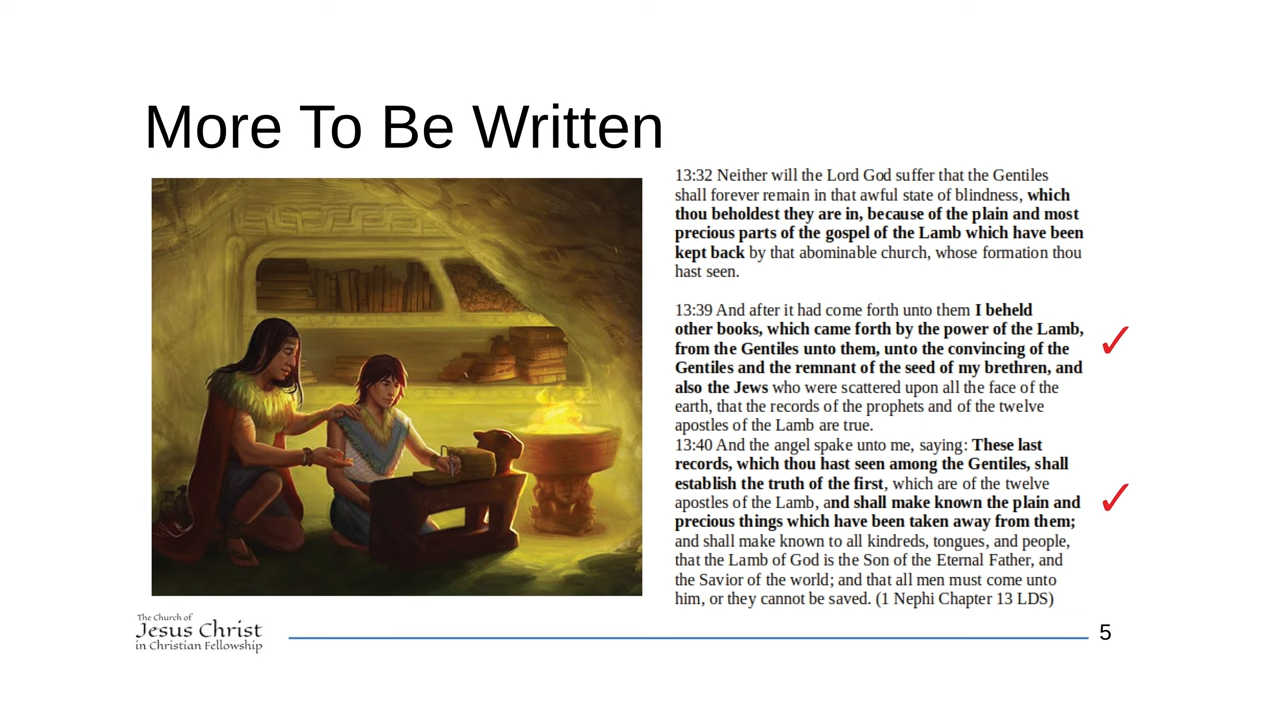 More To Be Written
13:32 Neither will the Lord God suffer that the Gentiles
shall forever remain in that awful state of blindness, which
thou beholdest they are in, because of the plain and most
precious parts of the gospel of the Lamb which have been
kept back by that abominable church, whose formation thou
hast seen.
13:39 And after it had come forth unto them I beheld
other books, which came forth by the power of the Lamb,
from the Gentiles unto them, unto the convincing of the
Gentiles and the remnant of the seed of my brethren, and
also the Jews who were scattered upon all the face of the
earth, that the records of the prophets and of the twelve
apostles of the Lamb are true.
13:40 And the angel spake unto me, saying: These last
records, which thou hast seen among the Gentiles, shall
establish the truth of the first, which are of the twelve
apostles of the Lamb, and shall make known the plain and
precious things which have been taken away from them;
and shall make known to all kindreds, tongues, and people,
that the Lamb of God is the Son of the Eternal Father, and
the Savior of the world; and that all men must come unto
him, or they cannot be saved. (1 Nephi Chapter 13 LDS)
The Church of
Jesus Christ
in Christian Fellowship
5